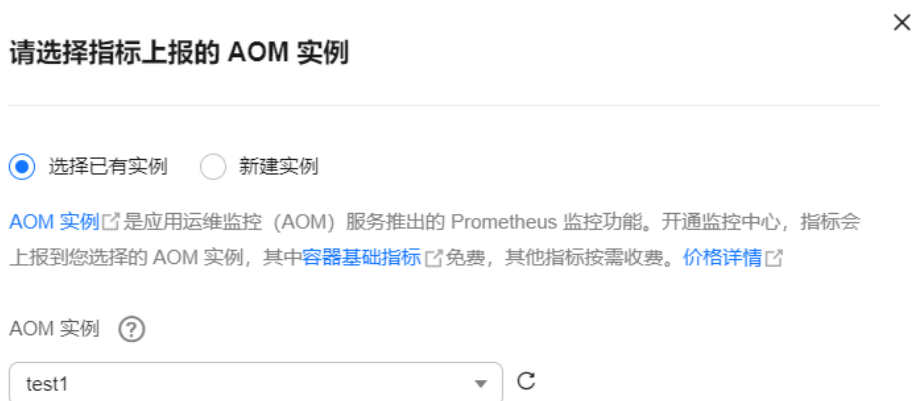 请选择指标上报的 AOM 实例
选择已有实例 新建实例
AOM 实例是应用运维监控（AOM）服务推出的 Prometheus 监控功能。开通监控中心，指标会
上报到您选择的 AOM 实例，其中容器基础指标免费，其他指标按需收费。价格详情
AOM 实例
test1